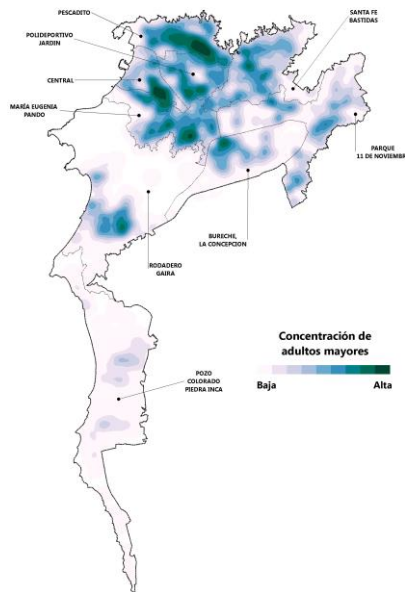 PESCADITO
POLIDEPORTIVO
JARDIN
CENTRAL
MARÍA EUGENIA
PANDO
SANTA FE
BASTIDAS
PARQUE
11 DE NOVIEMBRE
BURECHE,
LA CONCEPCION
RODADERO
GAIRA
POZO
COLORADO
PIEDRA INCA
Concentración de
adultos mayores
Baja
Alta